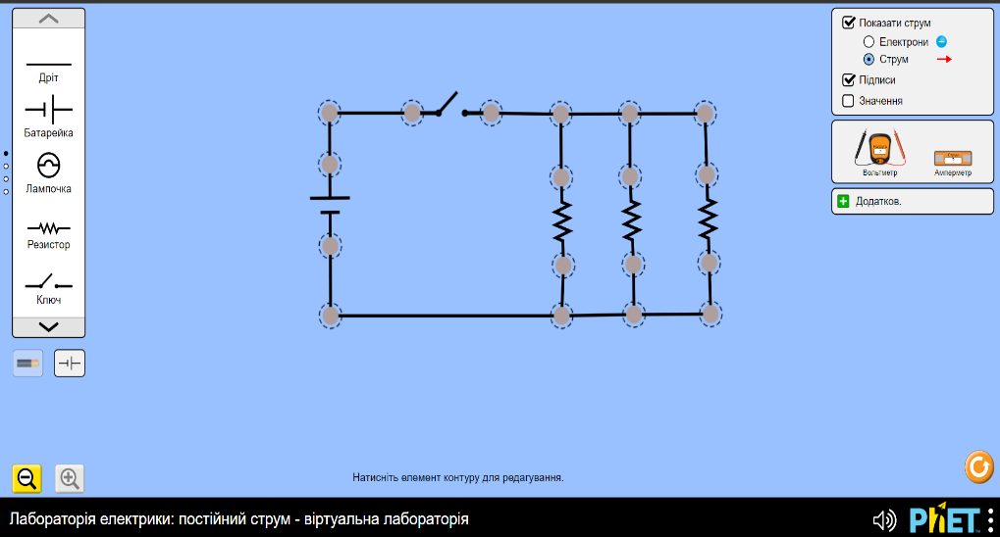 Дріт
Батарейка
Лампочка
Резистор
Ключ
Показати струм
Електрони
Струм
Підписи
Значення
Вольтметр
Амперметр
Додатков.
Натисніть елемент контуру для редагування.
Лабораторія електрики: постійний струм - віртуальна лабораторія
PhET